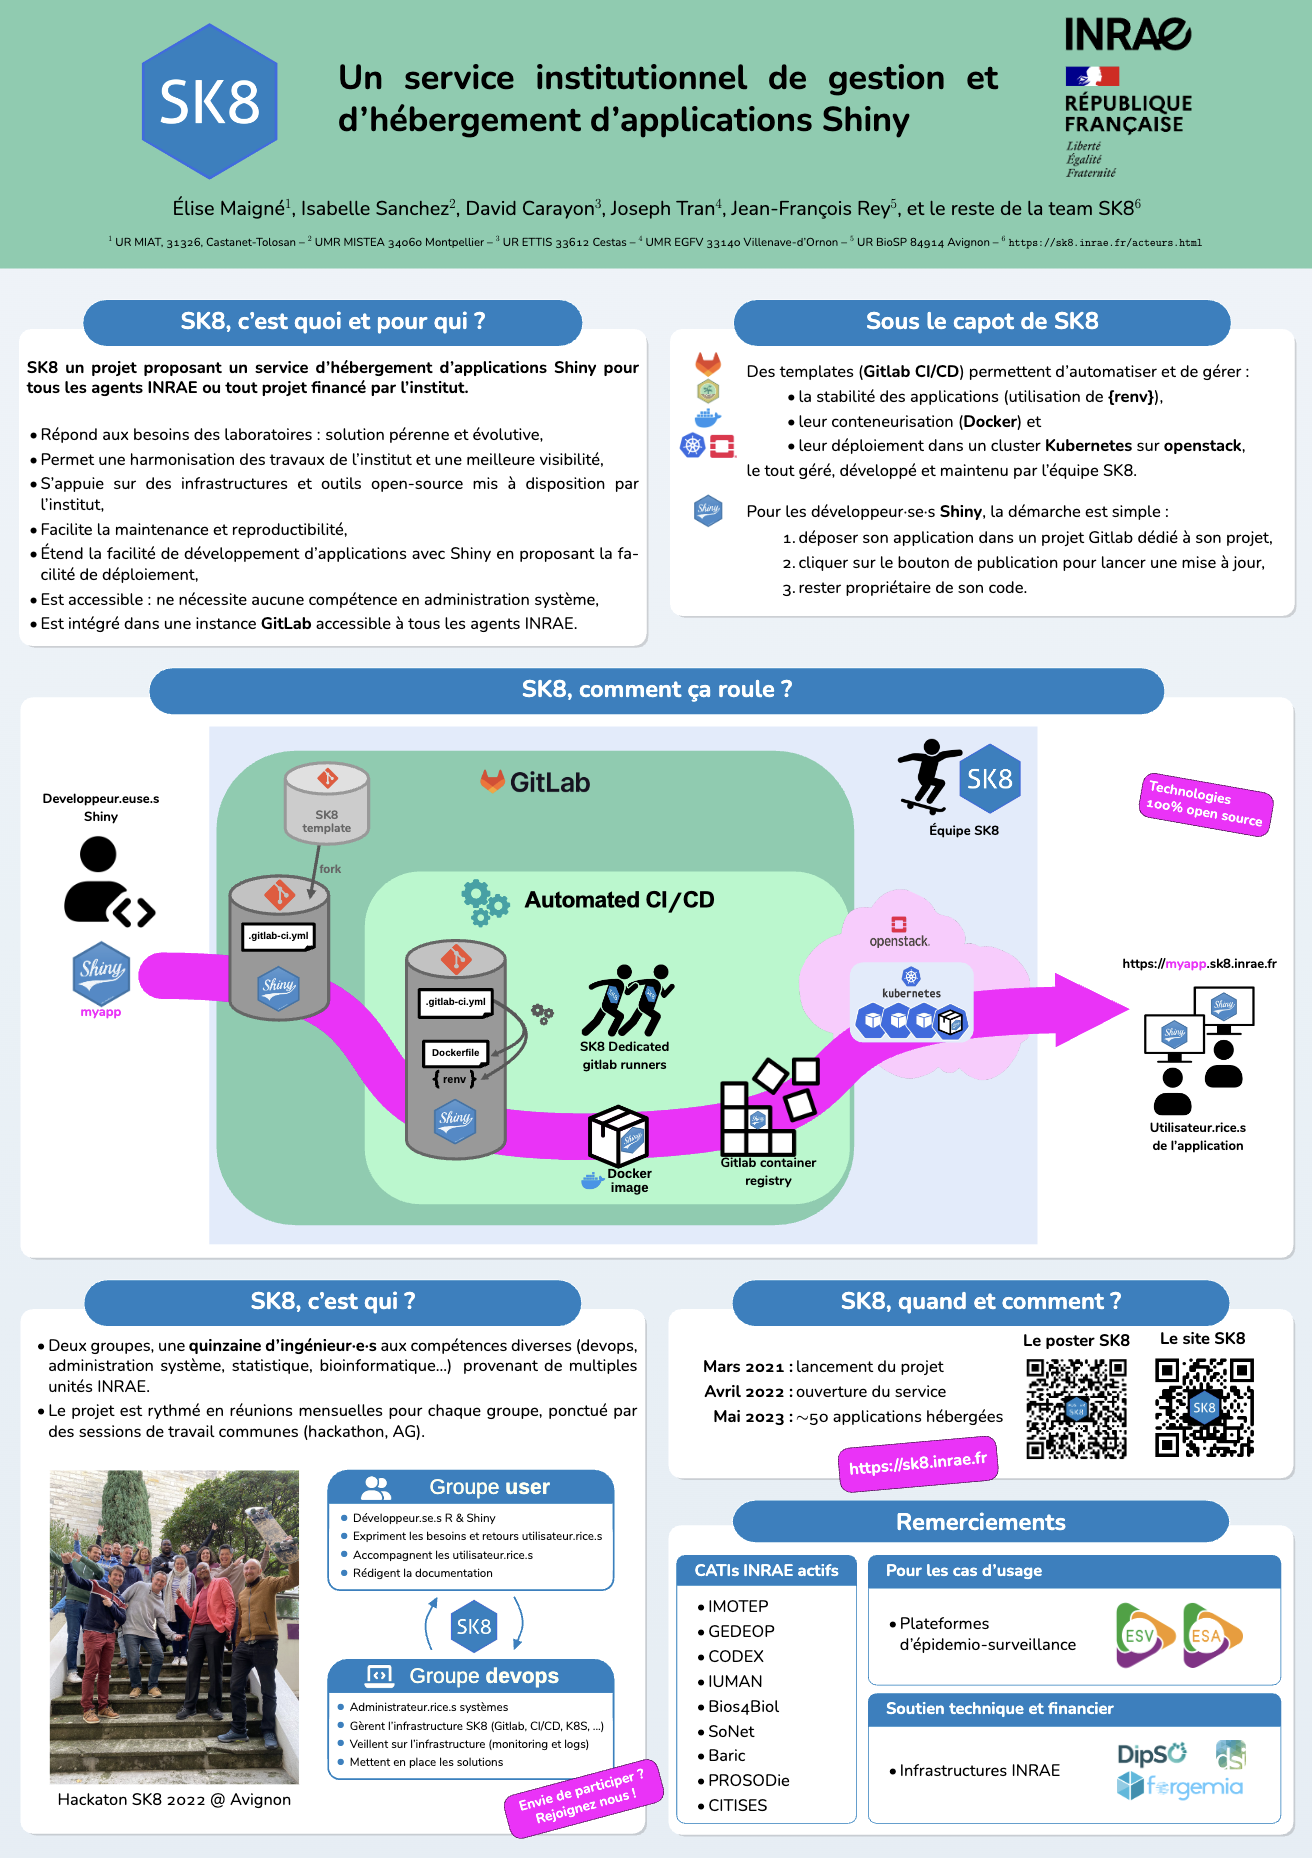 SK8
Un service institutionnel de gestion et
d'hébergement d'applications Shiny
INRAE
RÉPUBLIQUE
FRANÇAISE
Liberté
Égalité
Fraternité
Élise Maigné1, Isabelle Sanchez2, David Carayon3, Joseph Tran4, Jean-François Rey5, et le reste de la team SK86
1 UR MIAT, 31326, Castanet-Tolosan – 2 UMR MISTEA 34060 Montpellier – 3 UR ETTIS 33612 Cestas – 4 UMR EGFV 33140 Villenave-d'Ornon – 5 UR BioSP 84914 Avignon – 6 https://sk8.inrae.fr/acteurs.html
SK8, c'est quoi et pour qui ?
SK8 un projet proposant un service d'hébergement d'applications Shiny pour
tous les agents INRAE ou tout projet financé par l'institut.
• Répond aux besoins des laboratoires : solution pérenne et évolutive,
• Permet une harmonisation des travaux de l'institut et une meilleure visibilité,
• S'appuie sur des infrastructures et outils open-source mis à disposition par
l'institut,
• Facilite la maintenance et reproductibilité,
• Étend la facilité de développement d'applications avec Shiny en proposant la fa-
cilité de déploiement,
• Est accessible : ne nécessite aucune compétence en administration système,
• Est intégré dans une instance GitLab accessible à tous les agents INRAE.
Sous le capot de SK8
Des templates (Gitlab CI/CD) permettent d'automatiser et de gérer :
• la stabilité des applications (utilisation de {renv}),
• leur conteneurisation (Docker) et
• leur déploiement dans un cluster Kubernetes sur openstack,
le tout géré, développé et maintenu par l'équipe SK8.
Shiny
Pour les développeur·se·s Shiny, la démarche est simple :
1. déposer son application dans un projet Gitlab dédié à son projet,
2. cliquer sur le bouton de publication pour lancer une mise à jour,
3. rester propriétaire de son code.
SK8, comment ça roule ?
Developpeur.euse.s
Shiny
Shiny
myapp
SK8
template
fork
.gitlab-ci.yml
Shiny
GitLab
Automated CI/CD
.gitlab-ci.yml
Dockerfile
{ renv }
Shiny
SK8 Dedicated
gitlab runners
Docker
image
Gitlab container
registry
SK8
Équipe SK8
openstack.
kubernetes
Technologies
100% open source
https://myapp.sk8.inrae.fr
Shiny
Shiny
Utilisateur.rice.s
de l'application
SK8, c'est qui ?
• Deux groupes, une quinzaine d'ingénieur·e·s aux compétences diverses (devops,
administration système, statistique, bioinformatique...) provenant de multiples
unités INRAE.
• Le projet est rythmé en réunions mensuelles pour chaque groupe, ponctué par
des sessions de travail communes (hackathon, AG).
Hackaton SK8 2022 @ Avignon
Groupe user
• Développeur.se.s R & Shiny
• Expriment les besoins et retours utilisateur.rice.s
• Accompagnent les utilisateur.rice.s
• Rédigent la documentation
SK8
Groupe devops
• Administrateur.rice.s systèmes
• Gèrent l'infrastructure SK8 (Gitlab, CI/CD, K8S, ...)
• Veillent sur l'infrastructure (monitoring et logs)
• Mettent en place les solutions
Envie de participer ?
Rejoignez nous !
SK8, quand et comment ?
Mars 2021 : lancement du projet
Avril 2022 : ouverture du service
Mai 2023 : ~50 applications hébergées
https://sk8.inrae.fr
Le poster SK8
Le site SK8
SK8
Remerciements
CATIs INRAE actifs
• IMOTEP
• GEDEOP
• CODEX
• IUMAN
• Bios4Biol
• SoNet
• Baric
• PROSODie
• CITISES
Pour les cas d'usage
• Plateformes
d'épidemio-surveillance
ESV
ESA
Soutien technique et financier
• Infrastructures INRAE
DipSO
dsi
forgemia